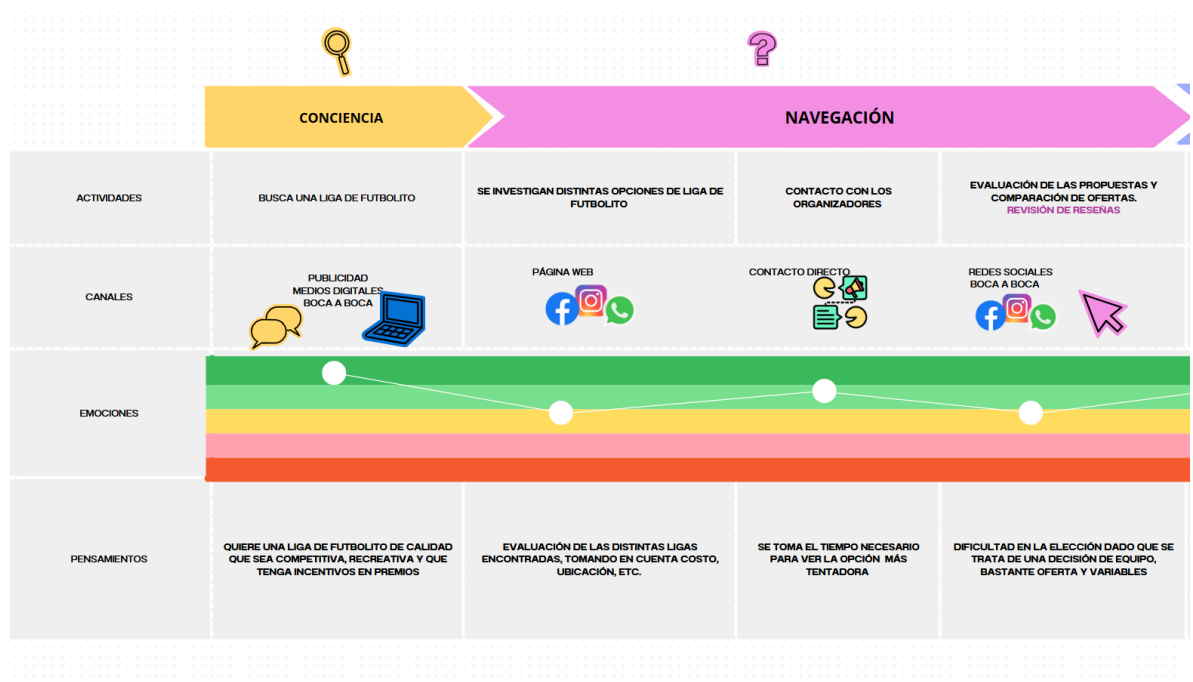 CONCIENCIA
NAVEGACIÓN
ACTIVIDADES
BUSCA UNA LIGA DE FUTBOLITO
SE INVESTIGAN DISTINTAS OPCIONES DE LIGA DE
FUTBOLITO
CONTACTO CON LOS
ORGANIZADORES
EVALUACIÓN DE LAS PROPUESTAS Y
COMPARACIÓN DE OFERTAS.
REVISIÓN DE RESEÑAS
CANALES
PUBLICIDAD
MEDIOS DIGITALES
BOCA A BOCA
PÁGINA WEB
CONTACTO DIRECTO
REDES SOCIALES
BOCA A BOCA
EMOCIONES
PENSAMIENTOS
QUIERE UNA LIGA DE FUTBOLITO DE CALIDAD
QUE SEA COMPETITIVA, RECREATIVA Y QUE
TENGA INCENTIVOS EN PREMIOS
EVALUACIÓN DE LAS DISTINTAS LIGAS
ENCONTRADAS, TOMANDO EN CUENTA COSTO,
UBICACIÓN, ETC.
SE TOMA EL TIEMPO NECESARIO
PARA VER LA OPCIÓN MÁS
TENTADORA
DIFICULTAD EN LA ELECCIÓN DADO QUE SE
TRATA DE UNA DECISIÓN DE EQUIPO,
BASTANTE OFERTA Y VARIABLES